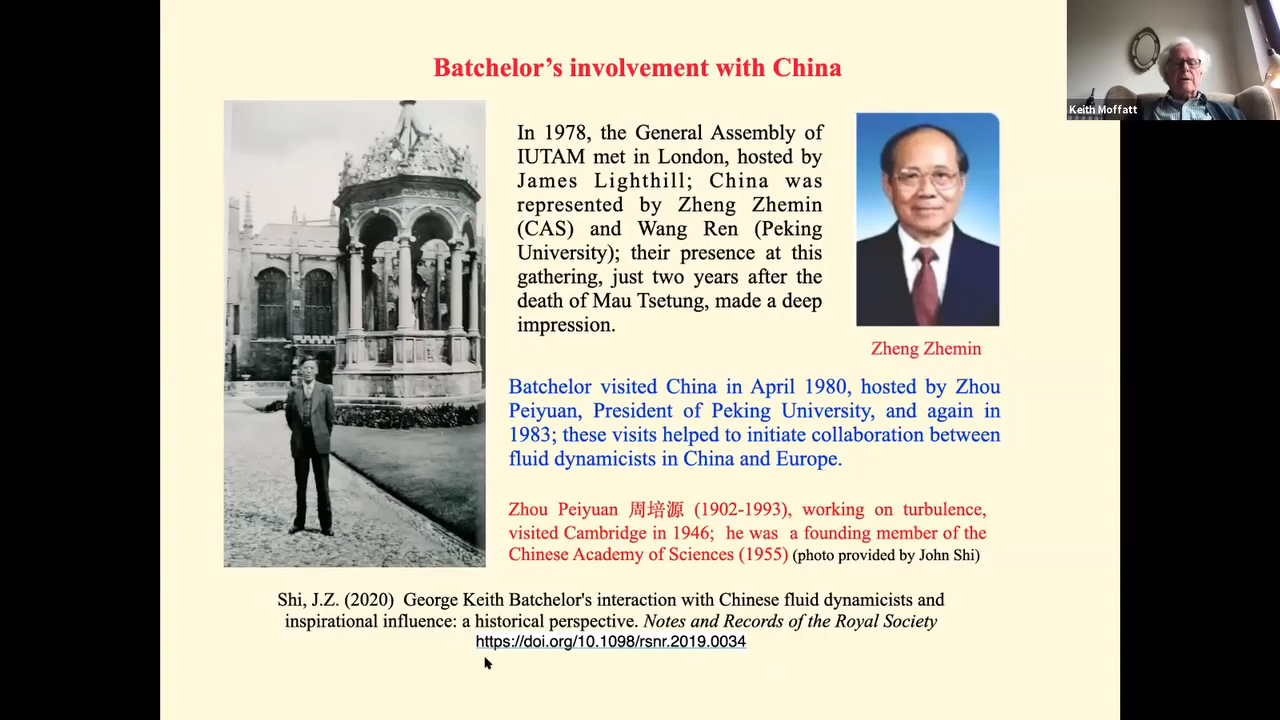 Batchelor's involvement with China
Keith Moffatt
In 1978, the General Assembly of
IUTAM met in London, hosted by
James Lighthill; China was
represented by Zheng Zhemin
(CAS) and Wang Ren (Peking
University); their presence at this
gathering, just two years after the
death of Mau Tsetung, made a deep
impression.
Zheng Zhemin
Batchelor visited China in April 1980, hosted by Zhou
Peiyuan, President of Peking University, and again in
1983; these visits helped to initiate collaboration between
fluid dynamicists in China and Europe.
Zhou Peiyuan 周培源 (1902-1993), working on turbulence,
visited Cambridge in 1946; he was a founding member of the
Chinese Academy of Sciences (1955) (photo provided by John Shi)
Shi, J.Z. (2020) George Keith Batchelor's interaction with Chinese fluid dynamicists and
inspirational influence: a historical perspective. Notes and Records of the Royal Society
https://doi.org/10.1098/rsnr.2019.0034